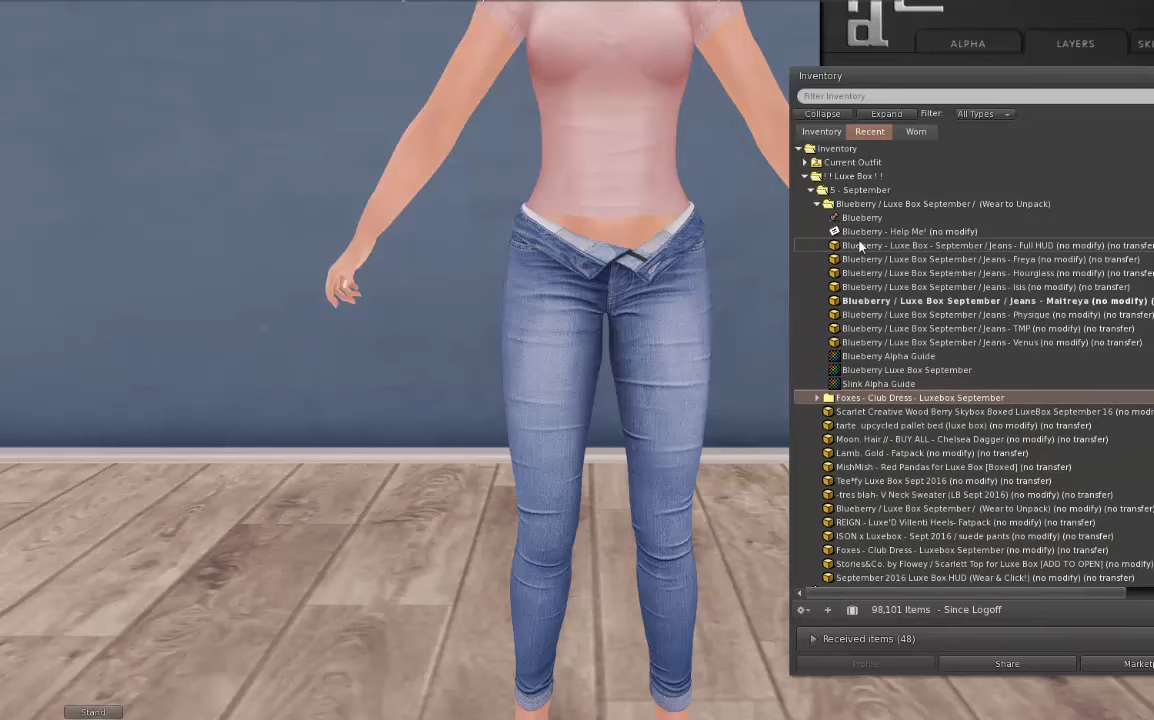 ALPHA LAYERS SKI
Inventory
Filter Inventory
Collapse Expand Filter: All Types
Inventory Recent Worn
Inventory
Current Outfit
! ! Luxe Box ! !
5 - September
Blueberry / Luxe Box September / (Wear to Unpack)
Blueberry
Blueberry - Help Me! (no modify)
Blueberry - Luxe Box - September / Jeans - Full HUD (no modify) (no transfer
Blueberry / Luxe Box September / Jeans - Freya (no modify) (no transfer)
Blueberry / Luxe Box September / Jeans - Hourglass (no modify) (no transfer)
Blueberry / Luxe Box September / Jeans - Isis (no modify) (no transfer)
Blueberry / Luxe Box September / Jeans - Maitreya (no modify) (
Blueberry / Luxe Box September / Jeans - Physique (no modify) (no transfer)
Blueberry / Luxe Box September / Jeans - TMP (no modify) (no transfer)
Blueberry / Luxe Box September / Jeans - Venus (no modify) (no transfer)
Blueberry Alpha Guide
Blueberry Luxe Box September
Slink Alpha Guide
Foxes - Club Dress - Luxebox September
Scarlet Creative Wood Berry Skybox Boxed LuxeBox September 16 (no modi
tarte. upcycled pallet bed (luxe box) (no modify) (no transfer)
Moon. Hair // - BUY ALL - Chelsea Dagger (no modify) (no transfer)
Lamb. Gold - Fatpack (no modify) (no transfer)
MishMish - Red Pandas for Luxe Box [Boxed] (no transfer)
Tee*fy Luxe Box Sept 2016 (no modify) (no transfer)
-tres blah- V Neck Sweater (LB Sept 2016) (no modify) (no transfer)
Blueberry / Luxe Box September / (Wear to Unpack) (no modify) (no transfer)
REIGN - Luxe'D Villenti Heels- Fatpack (no modify) (no transfer)
ISON x Luxebox - Sept 2016 / suede pants (no modify) (no transfer)
Foxes - Club Dress - Luxebox September (no modify) (no transfer)
Stories&Co. by Flowey / Scarlett Top for Luxe Box [ADD TO OPEN] (no modify)
September 2016 Luxe Box HUD (Wear & Click!) (no modify) (no transfer)
98,101 Items - Since Logoff
Received items (48)
Profile Share Market
Stand